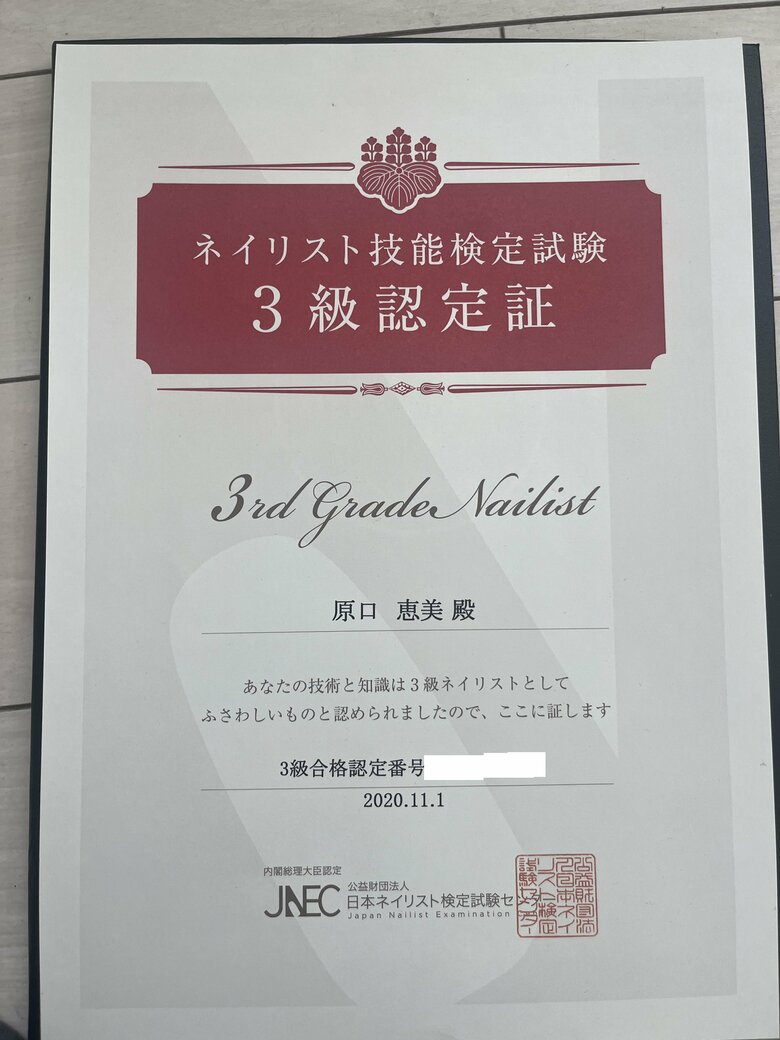 ネイリスト技能検定試験
3級認定証
3rd Grade Nailist
原口 恵美 殿
あなたの技術と知識は3級ネイリストとして
ふさわしいものと認められましたので、ここに証します
3級合格認定番号
2020.11.1
内閣総理大臣認定
公益財団法人
JNEC 日本ネイリスト検定試験セ
Japan Nailist Examination